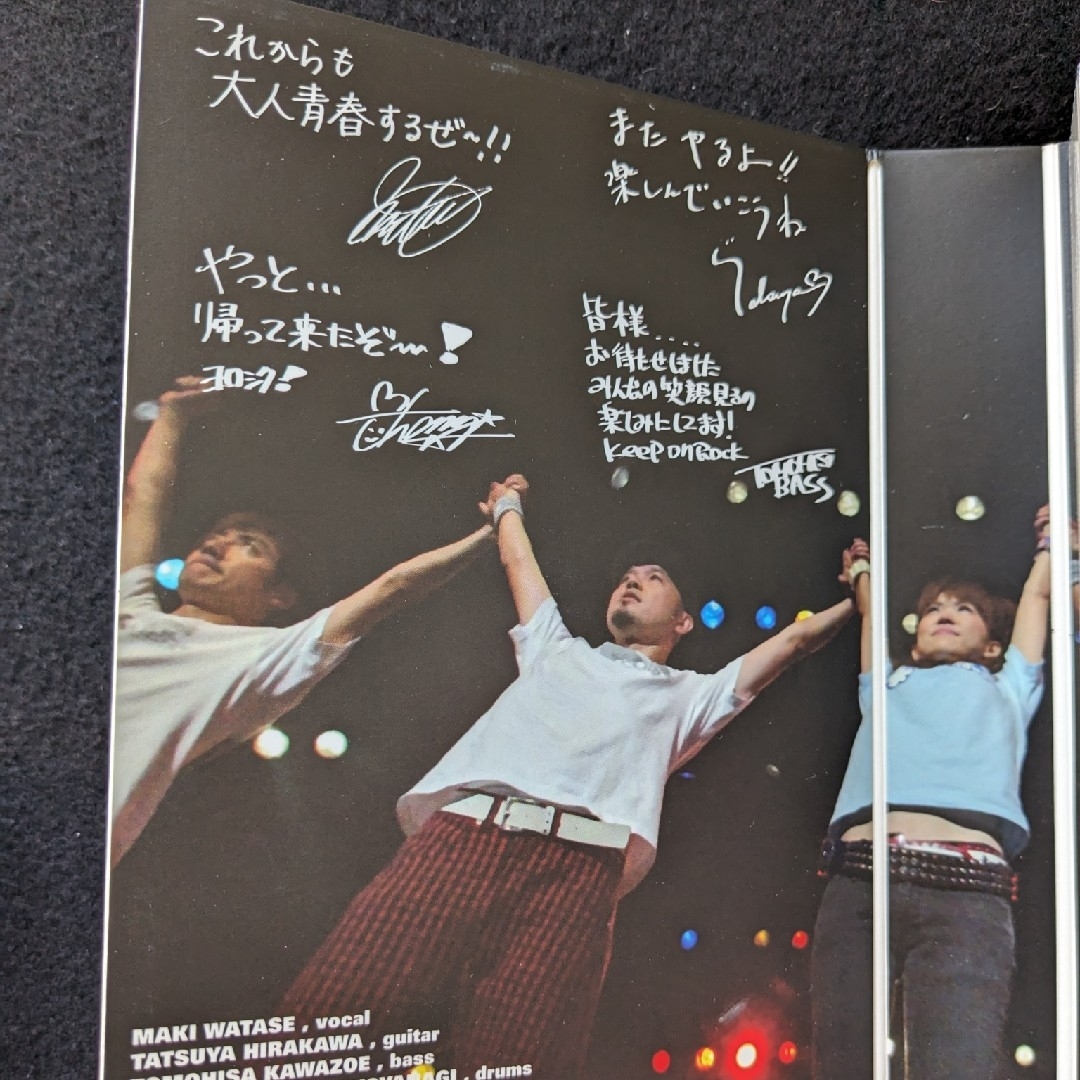 これからも
大人青春するぜ〜!!
また やるよ!!
楽しんでいこうね
やっと...
帰って来たぞ〜!
ヨロシク!
皆様....
お待たせしました
みんなの笑顔見るの
楽しみにしてます!
Keep on Rock
BASS
MAKI WATASE , vocal
TATSUYA HIRAKAWA , guitar
TOMOHISA KAWAZOE , bass
, drums